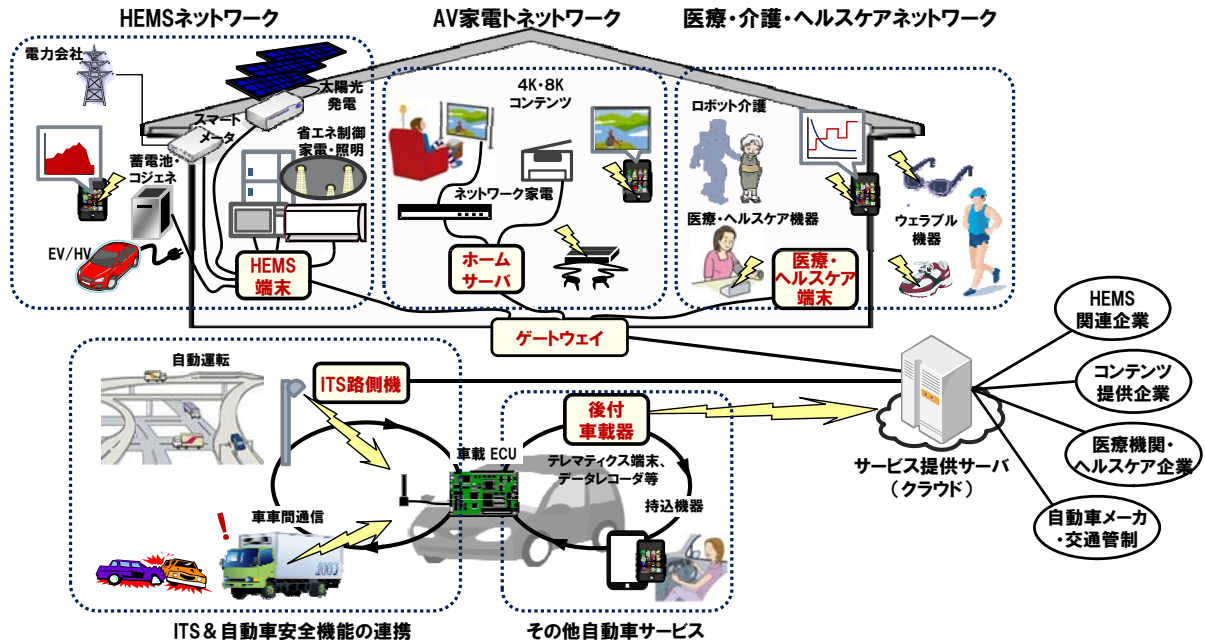 HEMSネットワーク
AV家電トネットワーク
医療・介護・ヘルスケアネットワーク
電力会社
太陽光
発電
スマート
メータ
省エネ制御
家電・照明
蓄電池・
コジェネ
EV/HV
HEMS
端末
4K・8K
コンテンツ
ネットワーク家電
ホーム
サーバ
ロボット介護
医療・ヘルスケア機器
ウェラブル
機器
医療・
ヘルスケア
端末
ゲートウェイ
HEMS
関連企業
コンテンツ
提供企業
医療機関・
ヘルスケア企業
自動車メーカ
・交通管制
サービス提供サーバ
（クラウド）
自動運転
ITS路側機
後付
車載器
車載 ECU
テレマティクス端末、
データレコーダ等
持込機器
車車間通信
!
1003
ITS＆自動車安全機能の連携
その他自動車サービス